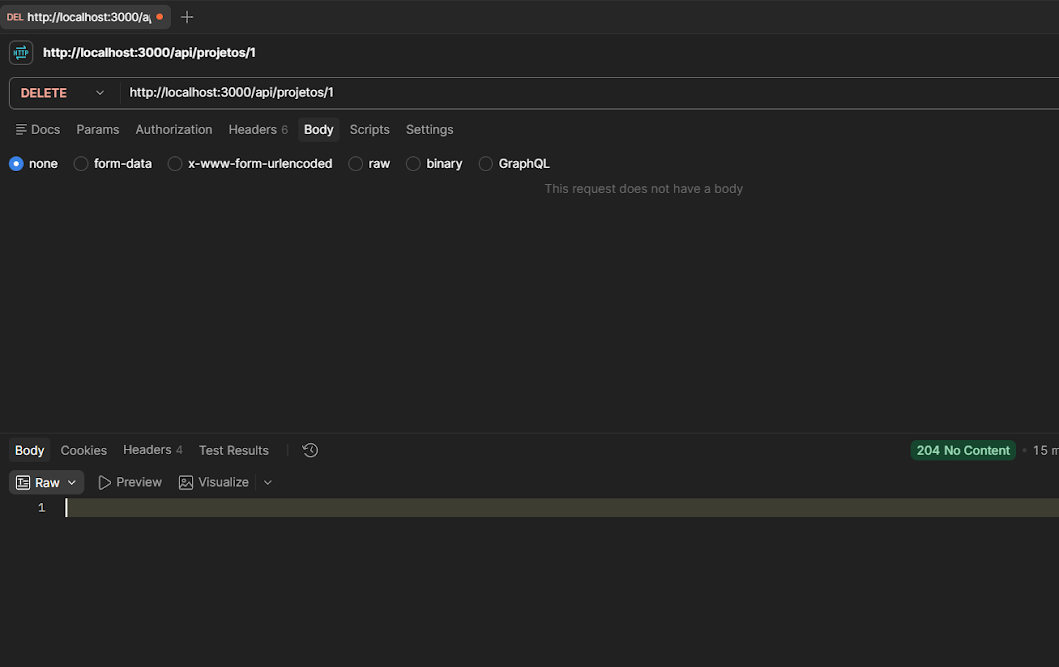 DEL http://localhost:3000/a
HTTP http://localhost:3000/api/projetos/1
DELETE http://localhost:3000/api/projetos/1
Docs Params Authorization Headers 6 Body Scripts Settings
none form-data x-www-form-urlencoded raw binary GraphQL
This request does not have a body
Body Cookies Headers 4 Test Results 204 No Content • 15 m
Raw Preview Visualize
1